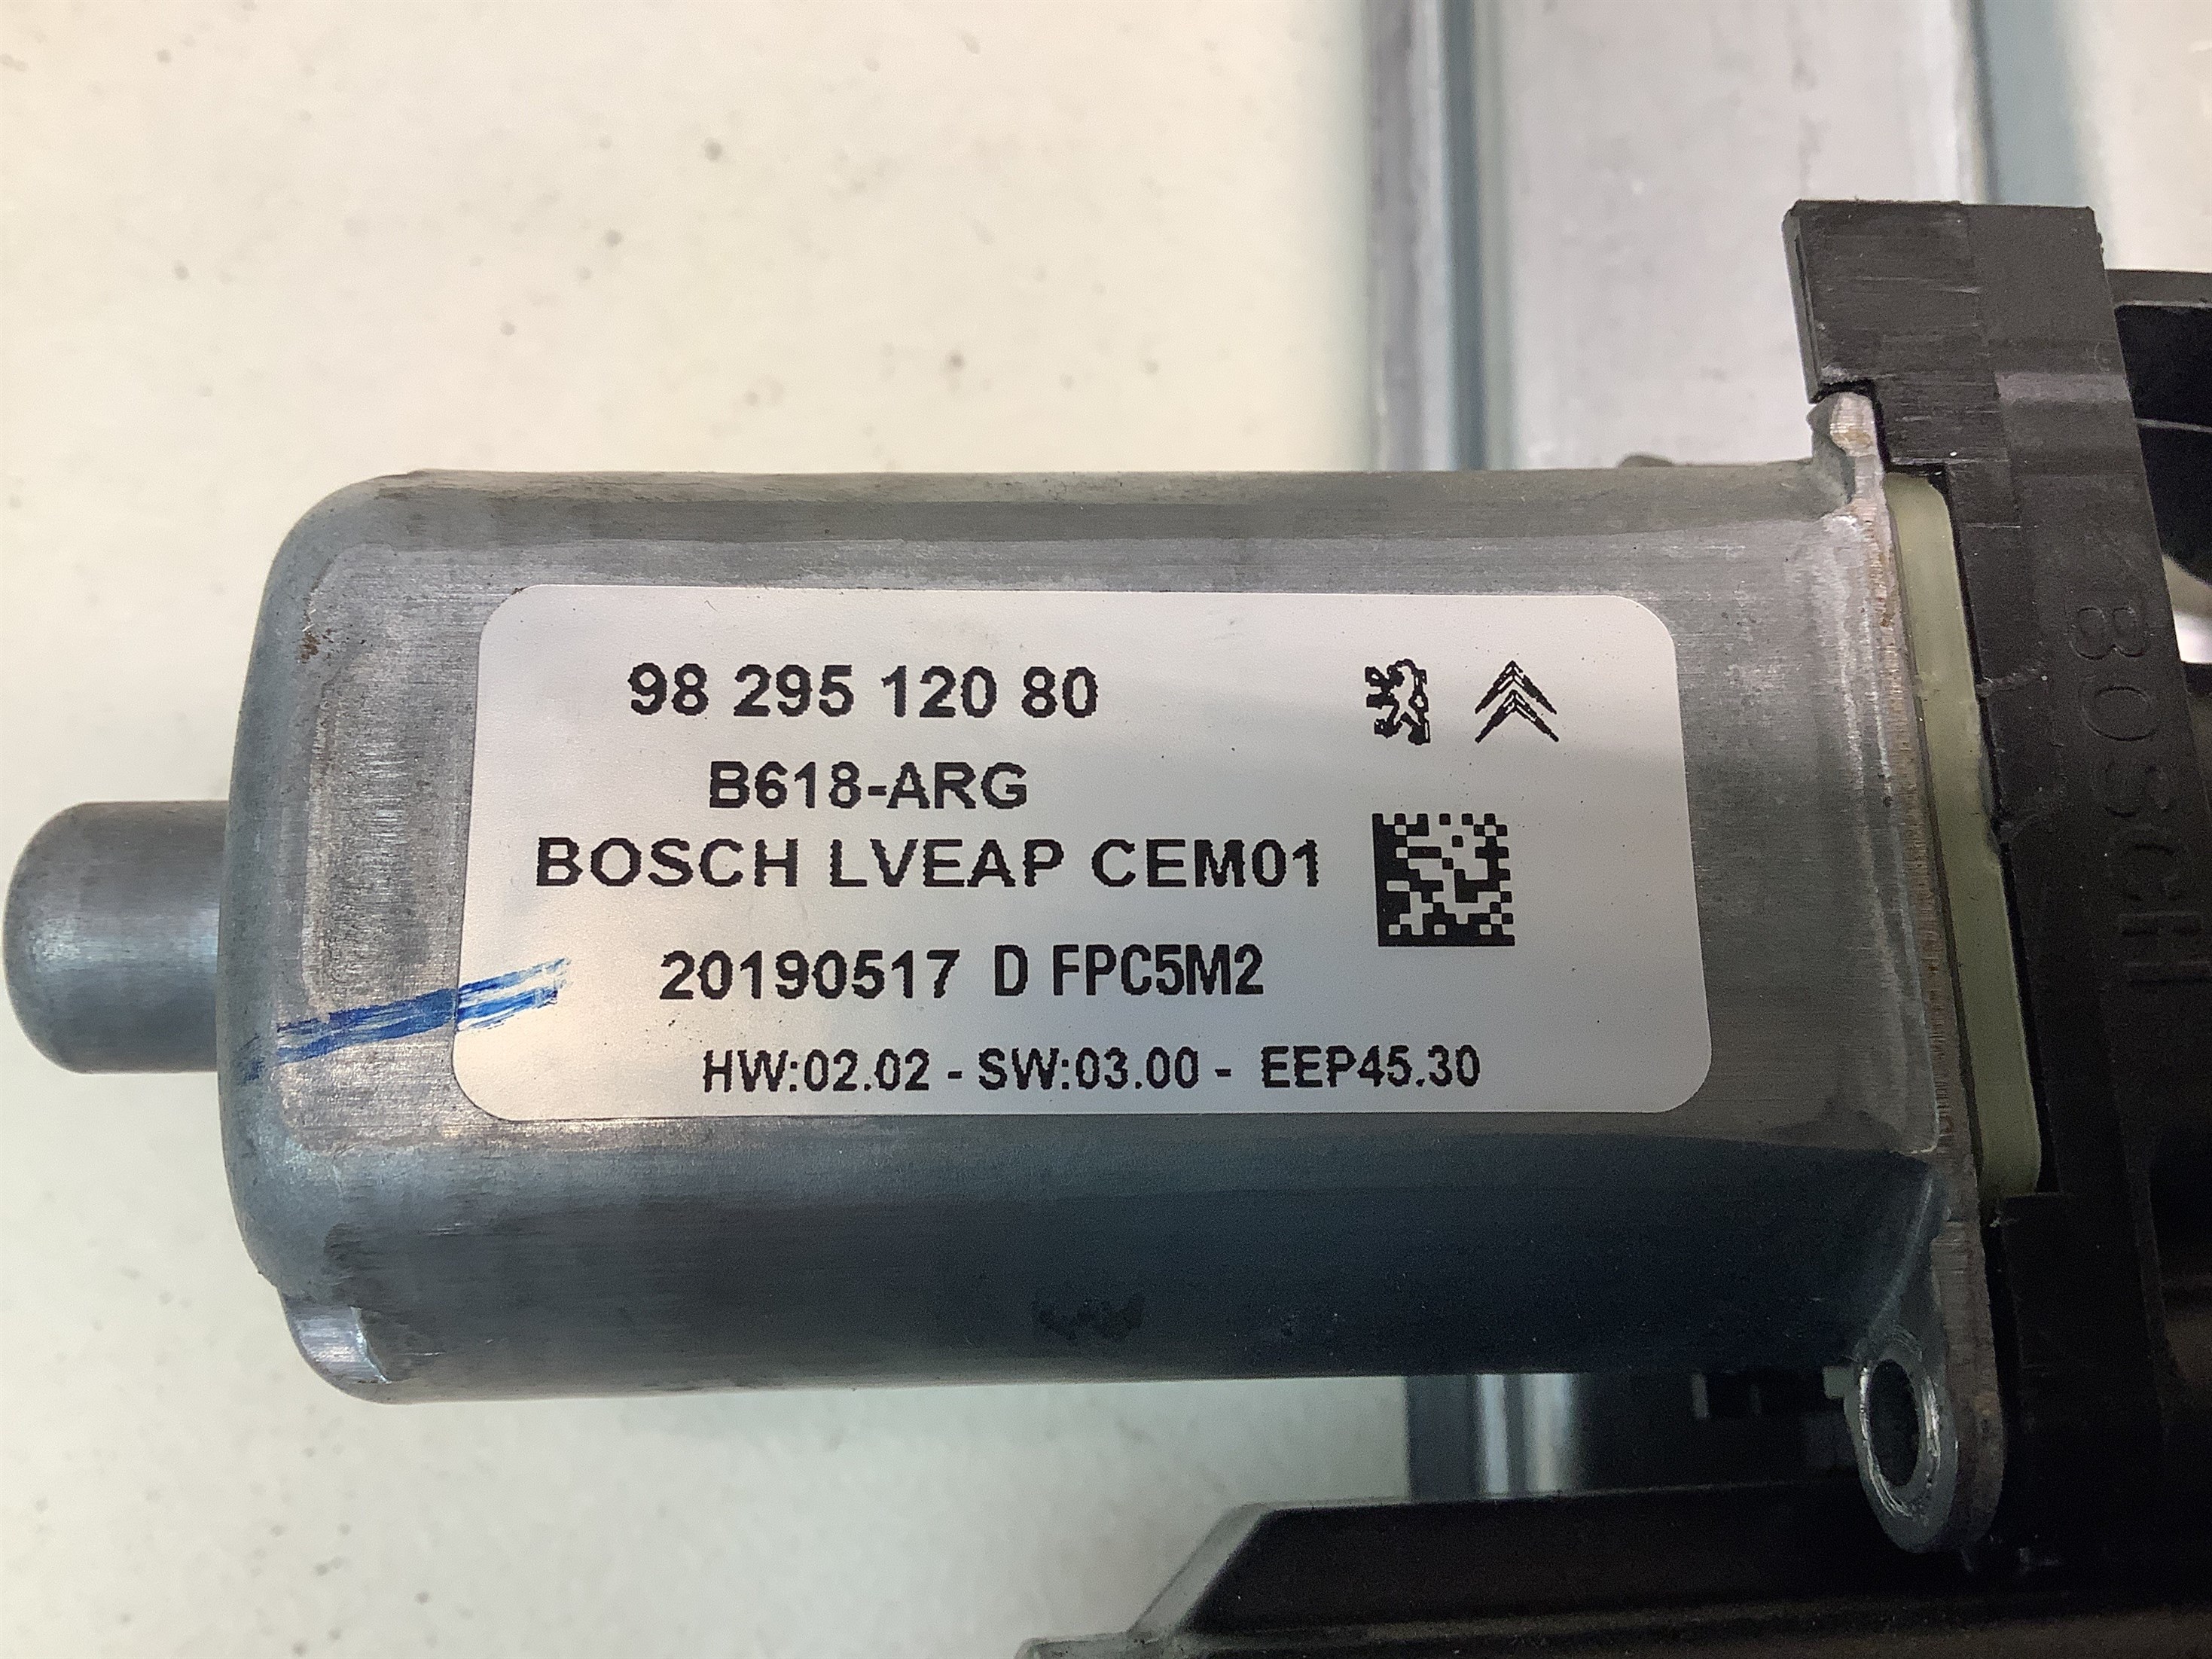 98 295 120 80
B618-ARG
BOSCH LVEAP CEM01
20190517 D FPC5M2
HW:02.02 - SW:03.00 - EEP45.30
BOSCH